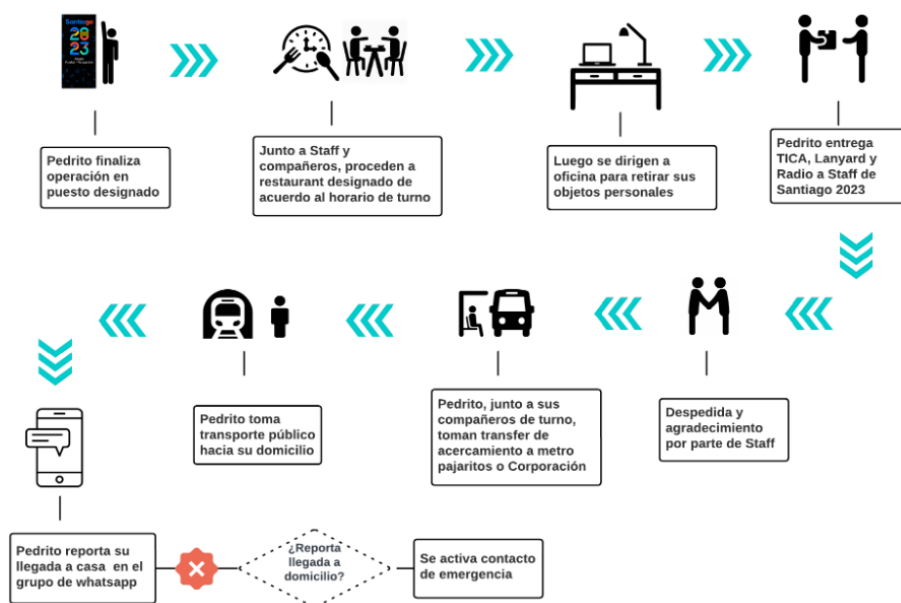 Santiago
2023
Pedrito finaliza
operación en
puesto designado
Junto a Staff y
compañeros, proceden a
restaurant designado de
acuerdo al horario de turno
Luego se dirigen a
oficina para retirar sus
objetos personales
Pedrito entrega
TICA, Lanyard y
Radio a Staff de
Santiago 2023
Despedida y
agradecimiento
por parte de Staff
Pedrito, junto a sus
compañeros de turno,
toman transfer de
acercamiento a metro
pajaritos o Corporación
Pedrito toma
transporte público
hacia su domicilio
Pedrito reporta su
llegada a casa en el
grupo de whatsapp
¿Reporta
llegada a
domicilio?
Se activa contacto
de emergencia